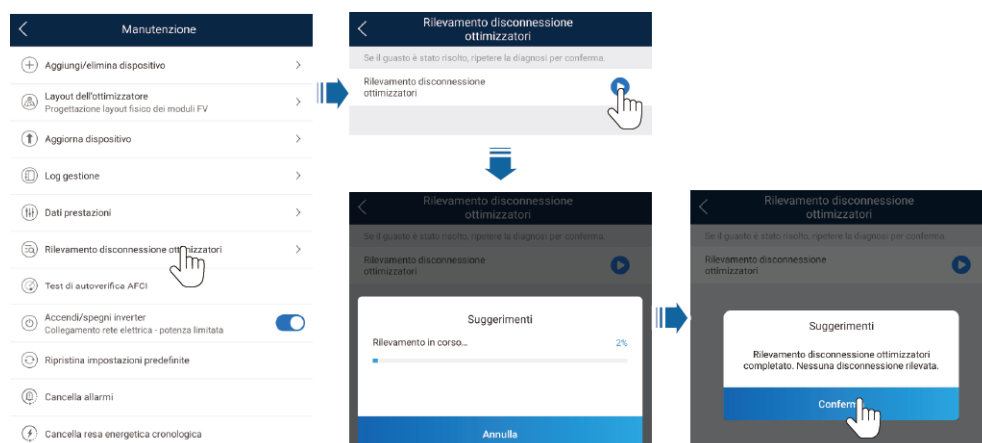 Manutenzione
Aggiungi/elimina dispositivo
Layout dell'ottimizzatore
Progettazione layout fisico dei moduli FV
Aggiorna dispositivo
Log gestione
Dati prestazioni
Rilevamento disconnessione ottimizzatori
Test di autoverifica AFCI
Accendi/spegni inverter
Collegamento rete elettrica - potenza limitata
Ripristina impostazioni predefinite
Cancella allarmi
Cancella resa energetica cronologica
Rilevamento disconnessione
ottimizzatori
Se il guasto è stato risolto, ripetere la diagnosi per conferma.
Rilevamento disconnessione
ottimizzatori
Rilevamento disconnessione
ottimizzatori
Se il guasto è stato risolto, ripetere la diagnosi per conferma.
Rilevamento disconnessione
ottimizzatori
Suggerimenti
Rilevamento in corso... 2%
Annulla
Rilevamento disconnessione
ottimizzatori
Se il guasto è stato risolto, ripetere la diagnosi per conferma.
Rilevamento disconnessione
ottimizzatori
Suggerimenti
Rilevamento disconnessione ottimizzatori
completato. Nessuna disconnessione rilevata.
Conferma